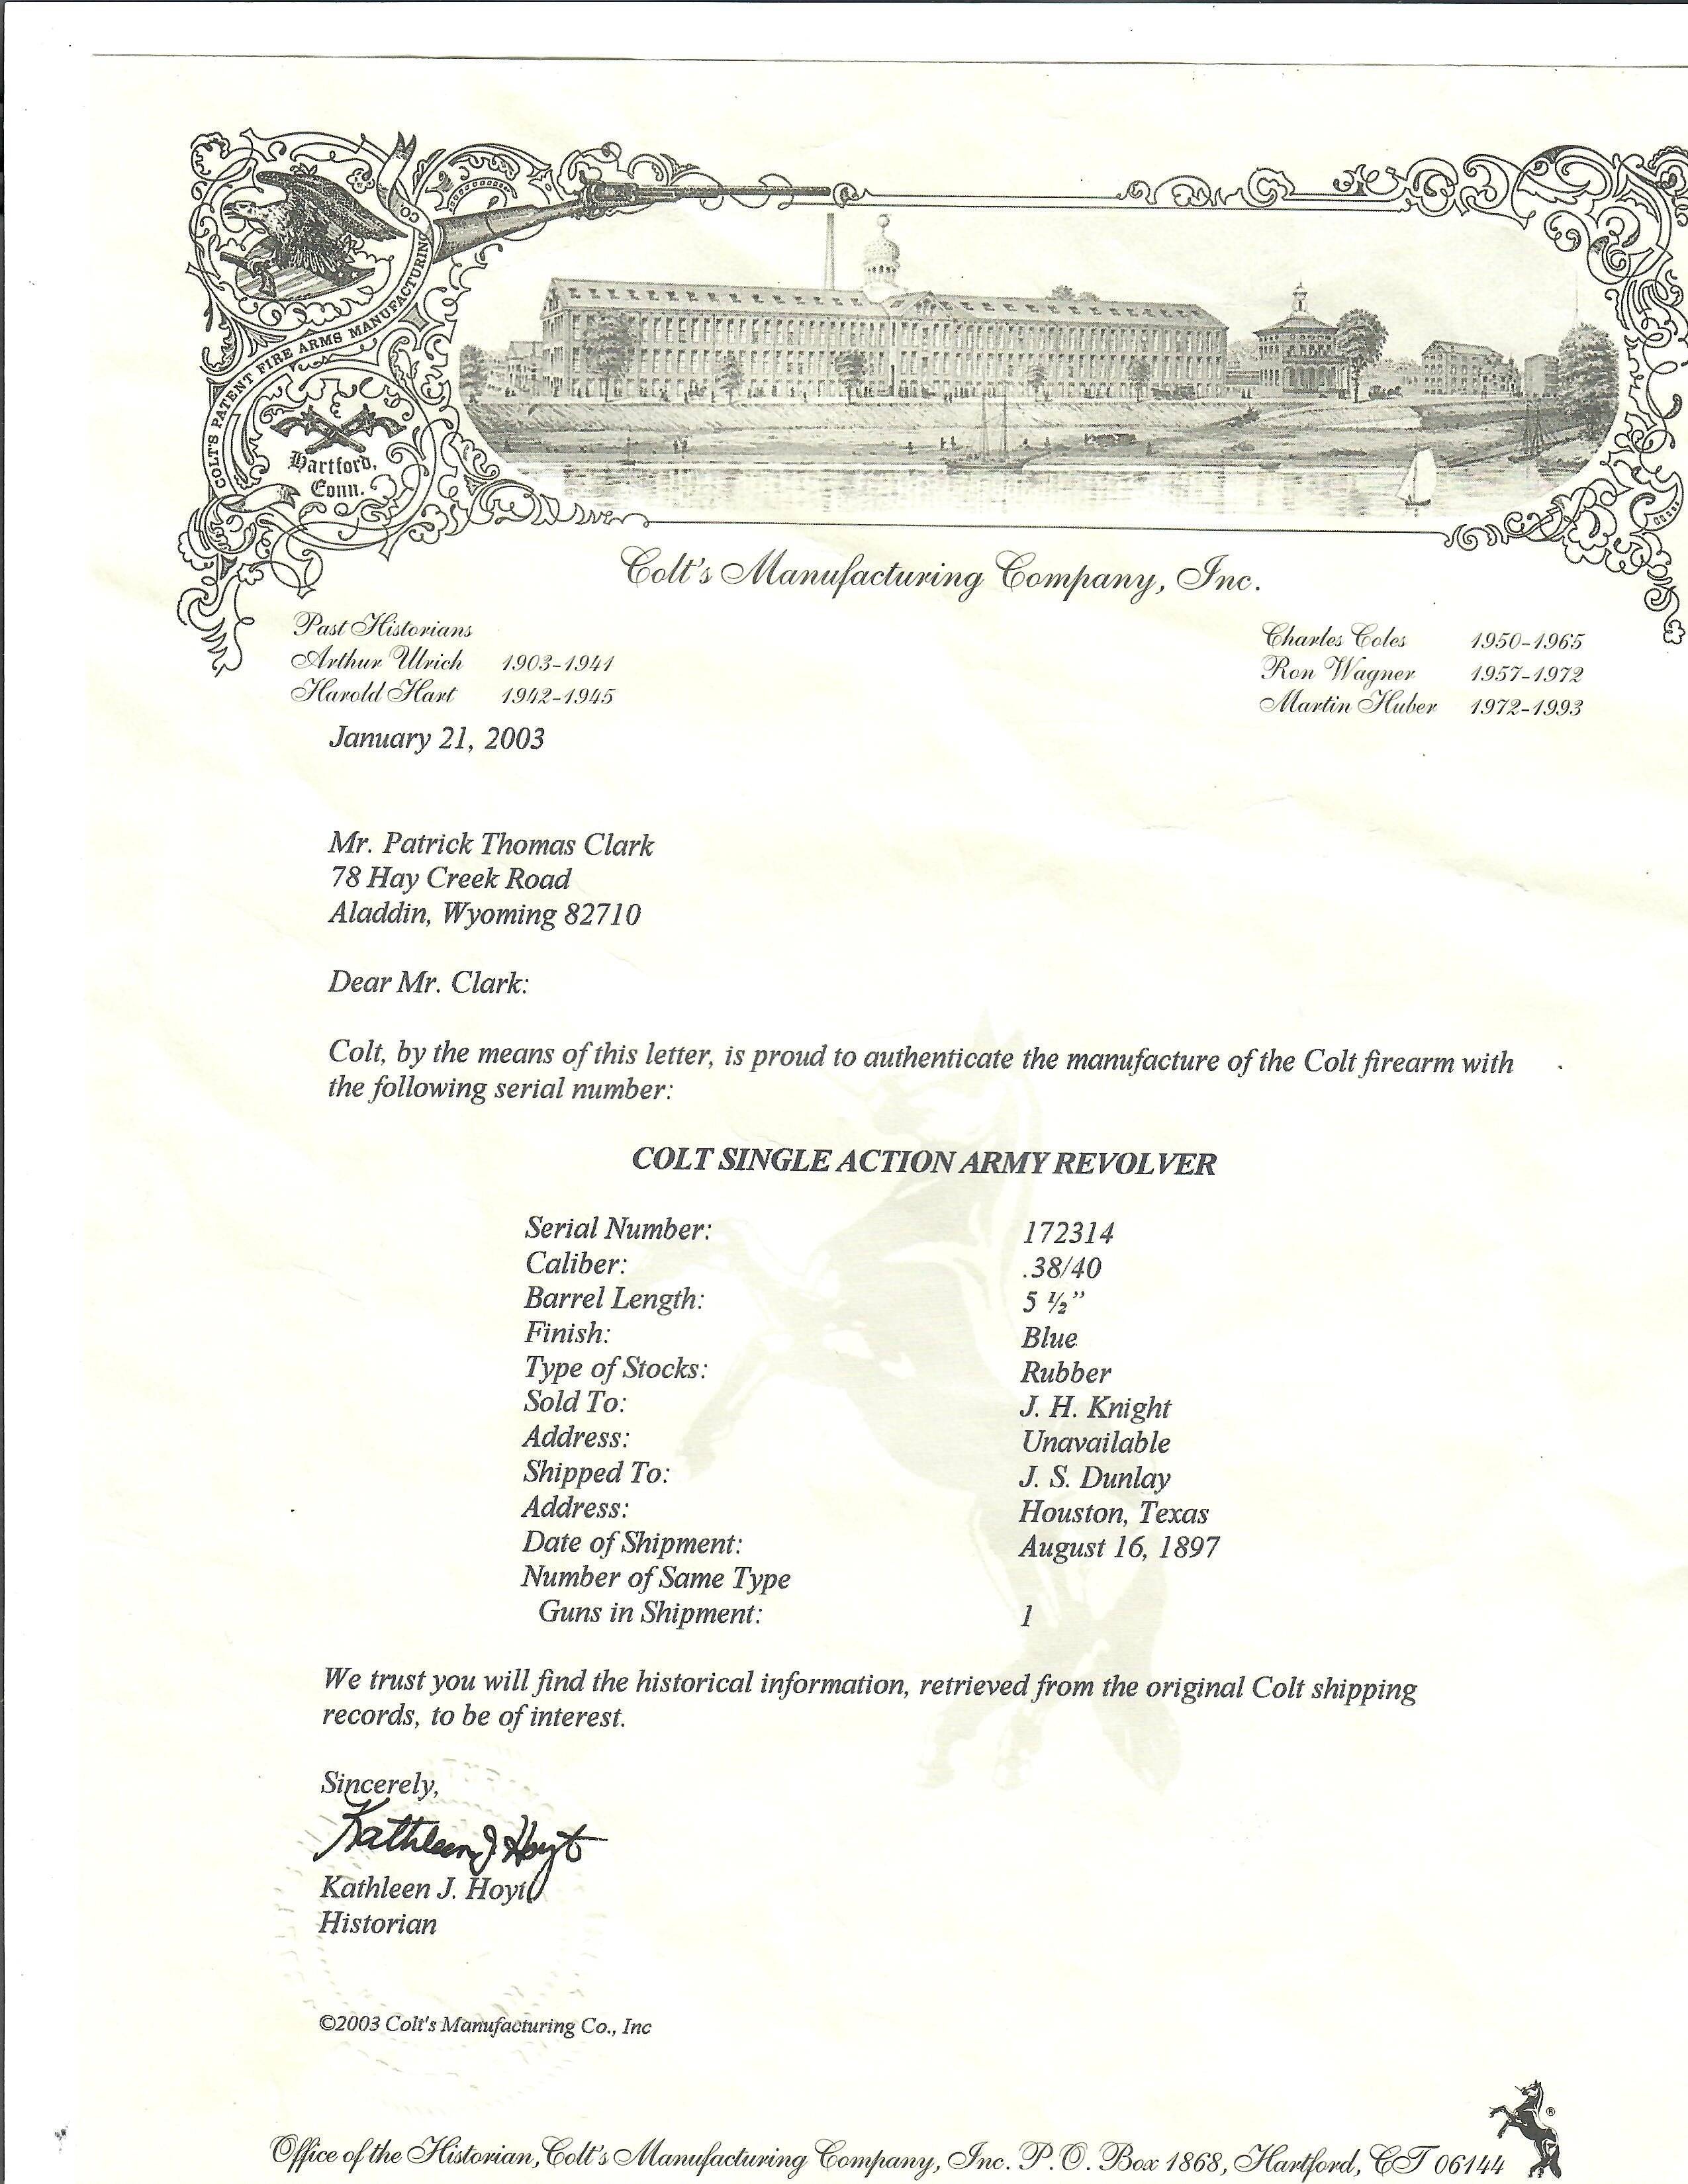 COLT'S PATENT FIRE ARMS MANUFACTURING CO
Hartford,
Conn.
Colt's Manufacturing Company, Inc.
Past Historians
Arthur Ulrich 1903-1941
Harold Hart 1942-1945
Charles Coles 1950-1965
Ron Wagner 1957-1972
Martin Huber 1972-1993
January 21, 2003
Mr. Patrick Thomas Clark
78 Hay Creek Road
Aladdin, Wyoming 82710
Dear Mr. Clark:
Colt, by the means of this letter, is proud to authenticate the manufacture of the Colt firearm with
the following serial number:
COLT SINGLE ACTION ARMY REVOLVER
Serial Number: 172314
Caliber: .38/40
Barrel Length: 5 ½”
Finish: Blue
Type of Stocks: Rubber
Sold To: J. H. Knight
Address: Unavailable
Shipped To: J. S. Dunlay
Address: Houston, Texas
Date of Shipment: August 16, 1897
Number of Same Type
Guns in Shipment: 1
We trust you will find the historical information, retrieved from the original Colt shipping
records, to be of interest.
Sincerely,
Kathleen J Hoyt
Kathleen J. Hoyt
Historian
©2003 Colt's Manufacturing Co., Inc
®
Office of the Historian, Colt's Manufacturing Company, Inc. P.O. Box 1868, Hartford, CT 06144